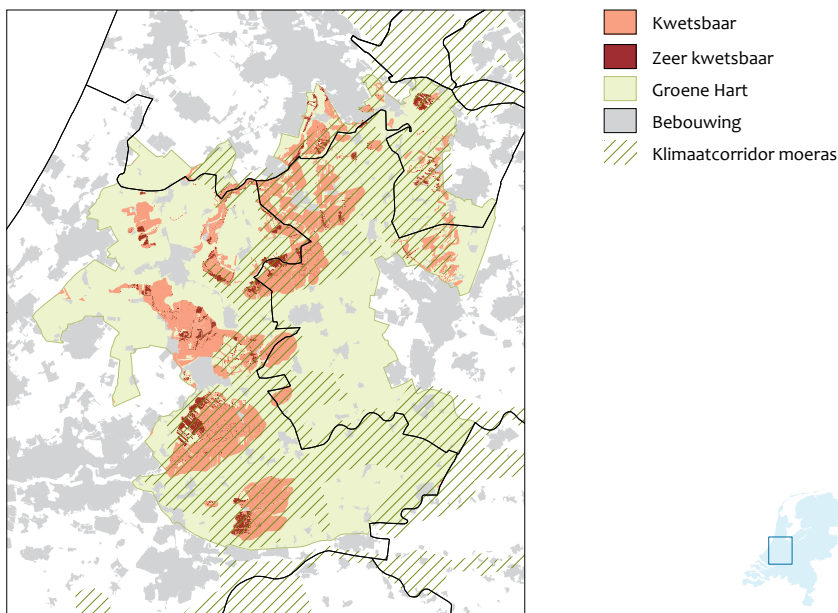 Kwetsbaar
Zeer kwetsbaar
Groene Hart
Bebouwing
Klimaatcorridor moeras